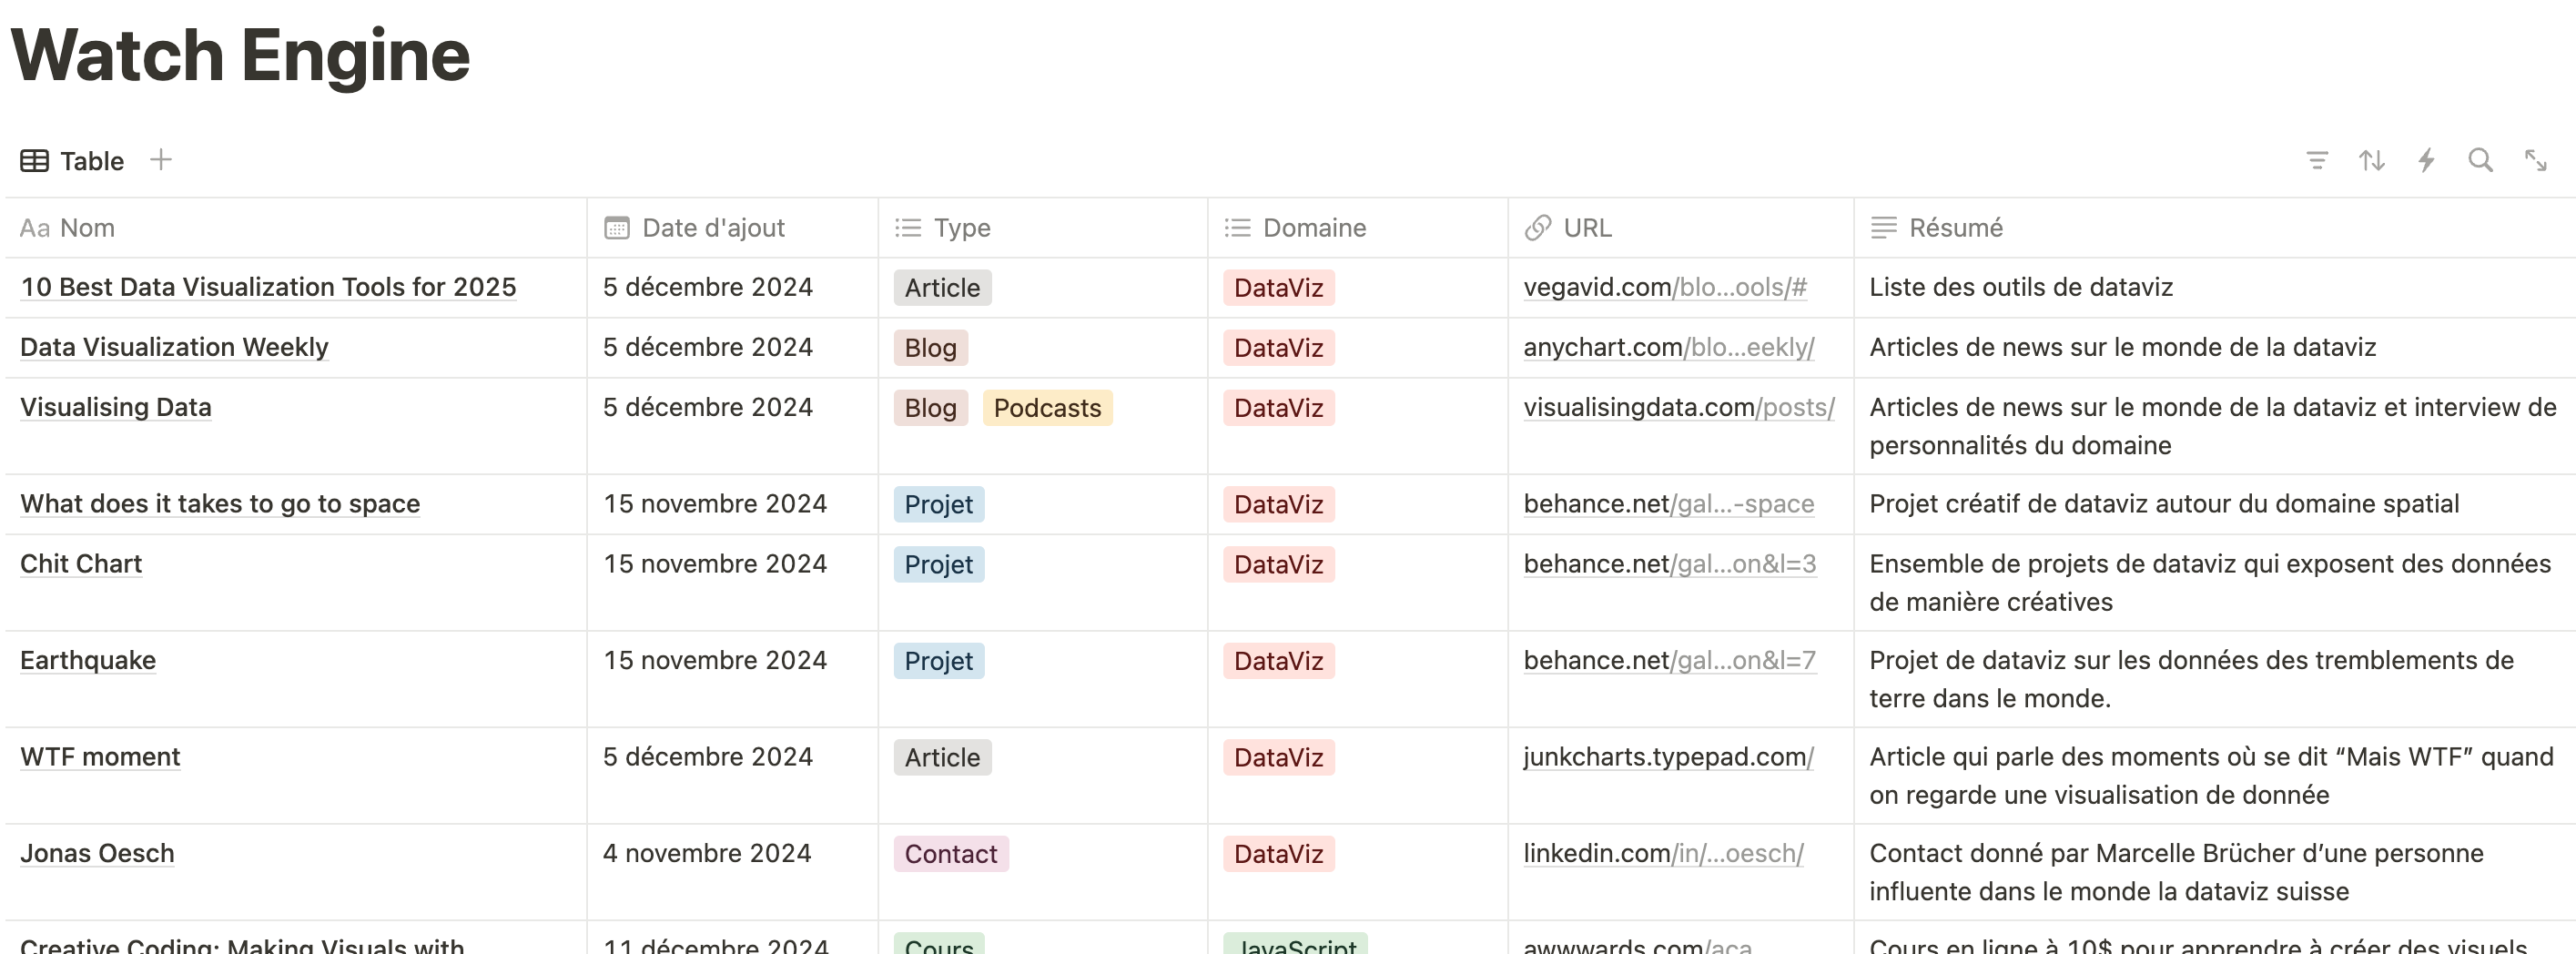 Watch Engine
Table
Aa Nom Date d'ajout Type Domaine URL Résumé
10 Best Data Visualization Tools for 2025 5 décembre 2024 Article DataViz vegavid.com/blo...ools/# Liste des outils de dataviz
Data Visualization Weekly 5 décembre 2024 Blog DataViz anychart.com/blo...eekly/ Articles de news sur le monde de la dataviz
Visualising Data 5 décembre 2024 Blog Podcasts DataViz visualisingdata.com/posts/ Articles de news sur le monde de la dataviz et interview de
personnalités du domaine
What does it takes to go to space 15 novembre 2024 Projet DataViz behance.net/gal...-space Projet créatif de dataviz autour du domaine spatial
Chit Chart 15 novembre 2024 Projet DataViz behance.net/gal...on&l=3 Ensemble de projets de dataviz qui exposent des données
de manière créatives
Earthquake 15 novembre 2024 Projet DataViz behance.net/gal...on&l=7 Projet de dataviz sur les données des tremblements de
terre dans le monde.
WTF moment 5 décembre 2024 Article DataViz junkcharts.typepad.com/ Article qui parle des moments où se dit “Mais WTF” quand
on regarde une visualisation de donnée
Jonas Oesch 4 novembre 2024 Contact DataViz linkedin.com/in/...oesch/ Contact donné par Marcelle Brücher d’une personne
influente dans le monde la dataviz suisse
Creative Coding: Making Visuals with 11 décembre 2024 Cours JavaScript awwwards.com/aca Cours en ligne à 10$ pour apprendre à créer des visuels